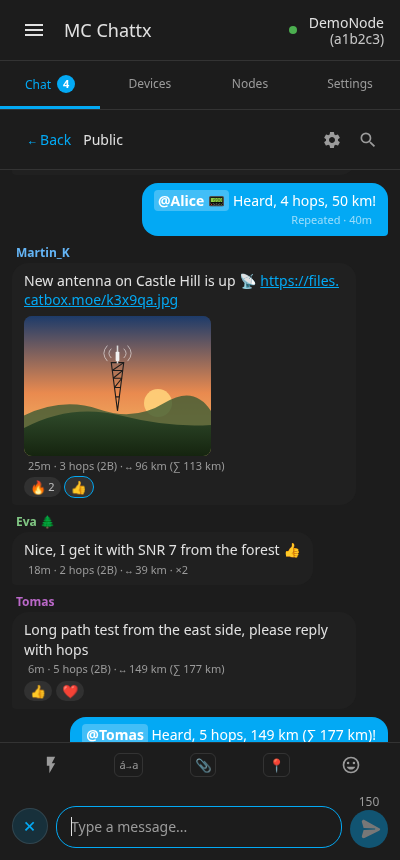 MC Chattx
DemoNode
(a1b2c3)
Chat 4
Devices
Nodes
Settings
←Back Public
@Alice 📟 Heard, 4 hops, 50 km!
Repeated · 40m
Martin_K
New antenna on Castle Hill is up 📡 https://files.
catbox.moe/k3x9qa.jpg
25m · 3 hops (2B) · ↔ 96 km (∑ 113 km)
🔥 2 👍
Eva 🌲
Nice, I get it with SNR 7 from the forest 👍
18m · 2 hops (2B) · ↔ 39 km · ×2
Tomas
Long path test from the east side, please reply
with hops
6m · 5 hops (2B) · ↔ 149 km (∑ 177 km)
👍 ❤️
@Tomas Heard, 5 hops, 149 km (∑ 177 km)!
á→a
150
Type a message...